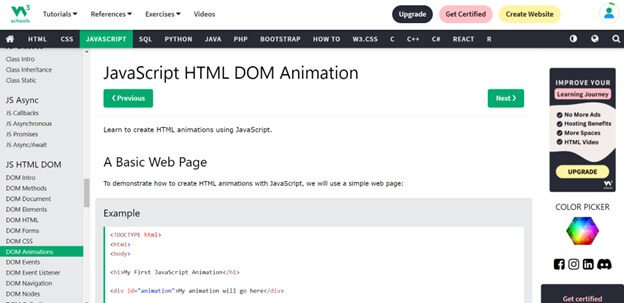 w3
schools
Tutorials
References
Exercises
Videos
Upgrade
Get Certified
Create Website
HTML CSS JAVASCRIPT SQL PYTHON JAVA PHP BOOTSTRAP HOW TO W3.CSS C C++ C# REACT R
Class Intro
Class Inheritance
Class Static
JS Async
JS Callbacks
JS Asynchronous
JS Promises
JS Async/Await
JS HTML DOM
DOM Intro
DOM Methods
DOM Document
DOM Elements
DOM HTML
DOM Forms
DOM CSS
DOM Animations
DOM Events
DOM Event Listener
DOM Navigation
DOM Nodes
JavaScript HTML DOM Animation
❮ Previous
Next ❯
Learn to create HTML animations using JavaScript.
A Basic Web Page
To demonstrate how to create HTML animations with JavaScript, we will use a simple web page:
Example
<!DOCTYPE html>
<html>
<body>
<h1>My First JavaScript Animation</h1>
<div id="animation">My animation will go here</div>
IMPROVE YOUR
Learning Journey
No More Ads
Hosting Benefits
More Spaces
HTML Video
UPGRADE
COLOR PICKER
Get certified